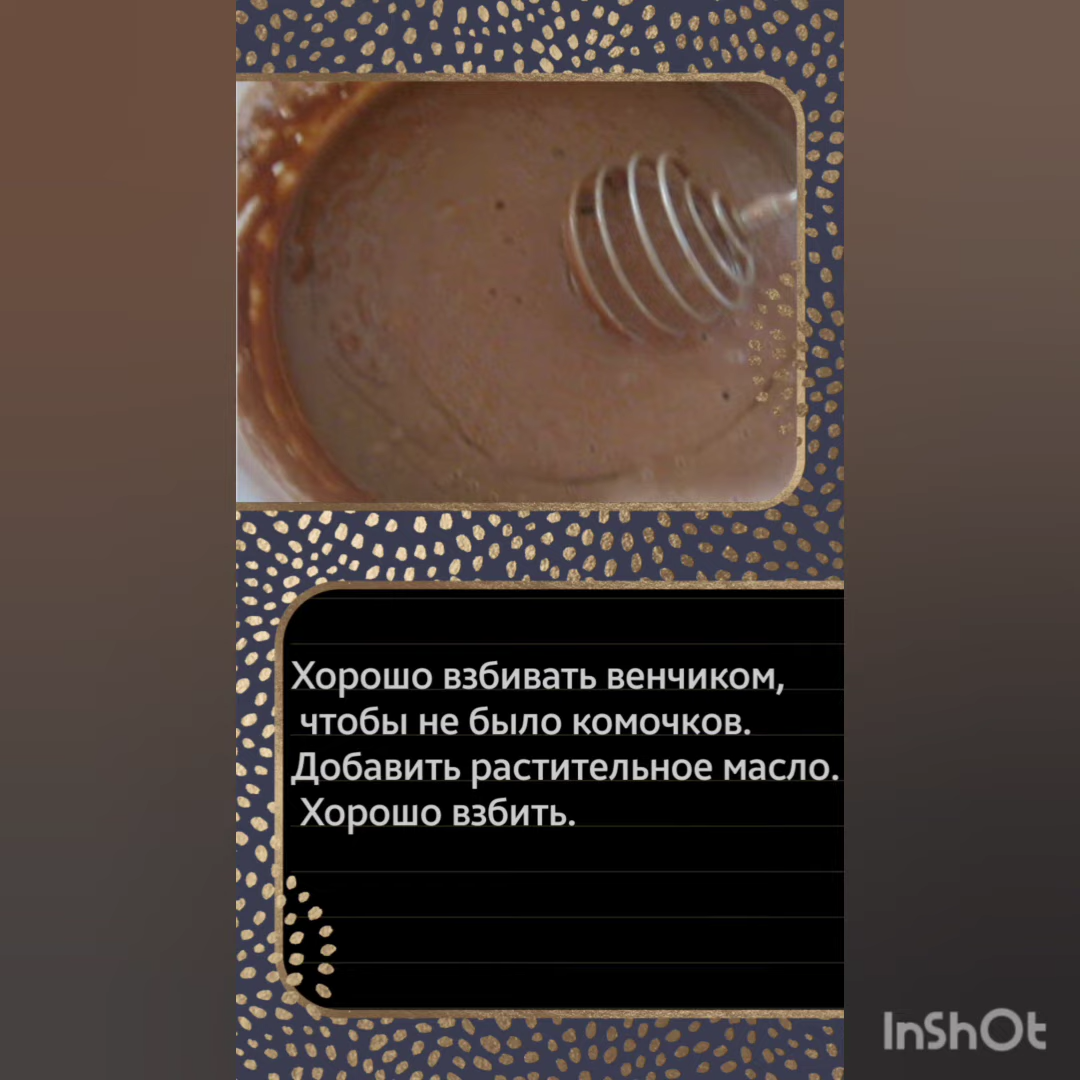 Хорошо взбивать венчиком,
чтобы не было комочков.
Добавить растительное масло.
Хорошо взбить.
InShOt